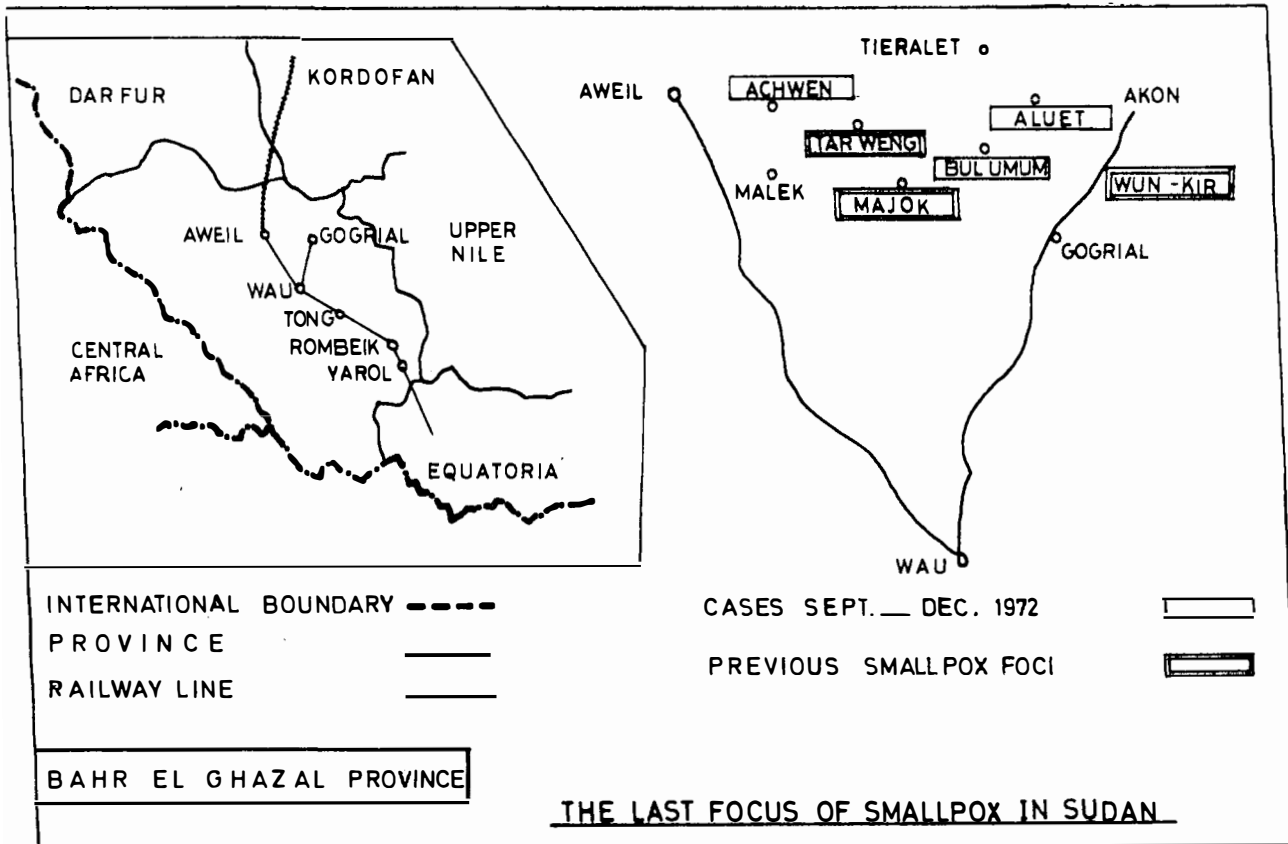 KORDOFAN
DARFUR
AWEIL
GOGRIAL
UPPER
NILE
WAU
TONG
ROMBEIK
YAROL
CENTRAL
AFRICA
EQUATORIA
TIERALET
AWEIL
ACHWEN
AKON
ALUET
TAR WENG
BUL UMUM
MALEK
WUN-KIR
MAJOK
GOGRIAL
WAU
INTERNATIONAL BOUNDARY
PROVINCE
RAILWAY LINE
CASES SEPT. — DEC. 1972
PREVIOUS SMALLPOX FOCI
BAHR EL GHAZAL PROVINCE
THE LAST FOCUS OF SMALLPOX IN SUDAN